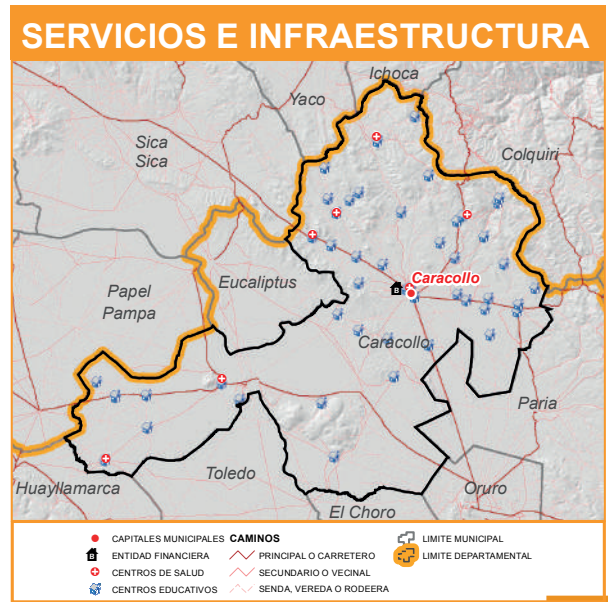 SERVICIOS E INFRAESTRUCTURA
Ichoca
Yaco
Sica
Sica
Colquiri
Caracollo
Eucaliptus
B
Papel
Pampa
Caracollo
Paria
Toledo
Huayllamarca
Oruro
El Choro
CAPITALES MUNICIPALES
B ENTIDAD FINANCIERA
CENTROS DE SALUD
CENTROS EDUCATIVOS
CAMINOS
PRINCIPAL O CARRETERO
SECUNDARIO O VECINAL
SENDA, VEREDA O RODEERA
LIMITE MUNICIPAL
LIMITE DEPARTAMENTAL